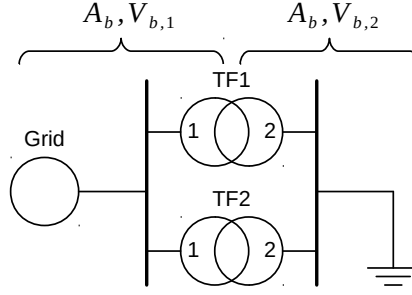 A_b, V_{b,1}
A_b, V_{b,2}
TF1
Grid
1 2
TF2
1 2